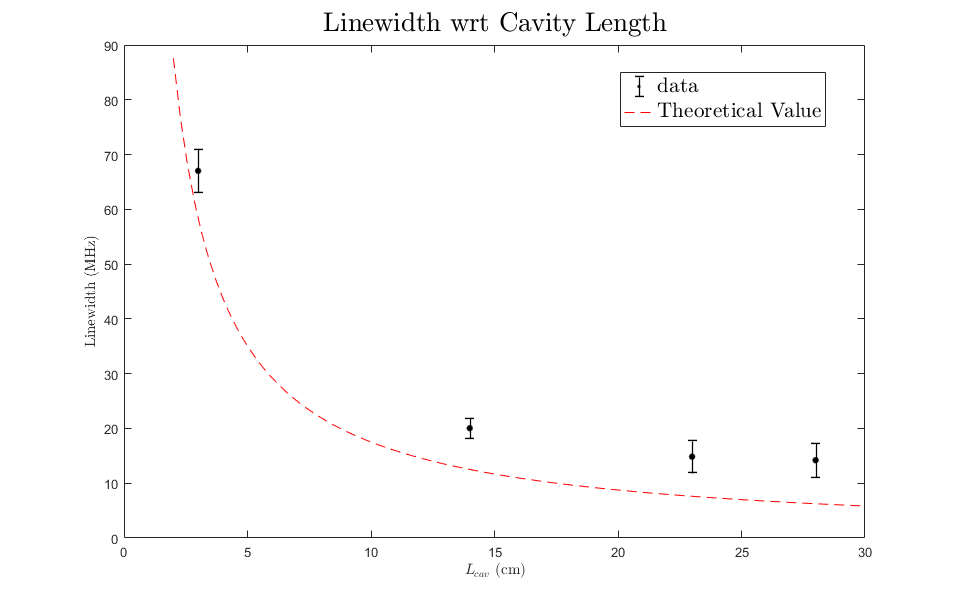 Linewidth wrt Cavity Length
data
Theoretical Value
Linewidth (MHz)
90
80
70
60
50
40
30
20
10
0
0 5 10 15 20 25 30
L_cav (cm)